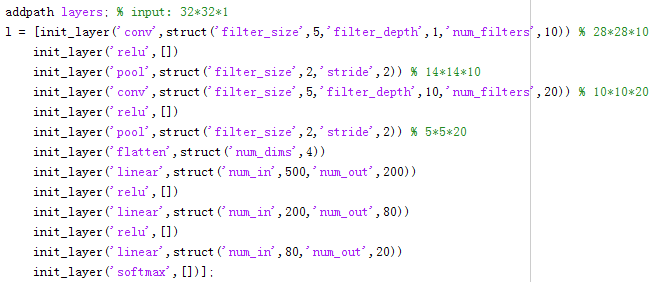 addpath layers; % input: 32*32*1
l = [init_layer('conv',struct('filter_size',5,'filter_depth',1,'num_filters',10)) % 28*28*10
init_layer('relu',[])
init_layer('pool',struct('filter_size',2,'stride',2)) % 14*14*10
init_layer('conv',struct('filter_size',5,'filter_depth',10,'num_filters',20)) % 10*10*20
init_layer('relu',[])
init_layer('pool',struct('filter_size',2,'stride',2)) % 5*5*20
init_layer('flatten',struct('num_dims',4))
init_layer('linear',struct('num_in',500,'num_out',200))
init_layer('relu',[])
init_layer('linear',struct('num_in',200,'num_out',80))
init_layer('relu',[])
init_layer('linear',struct('num_in',80,'num_out',20))
init_layer('softmax',[])];